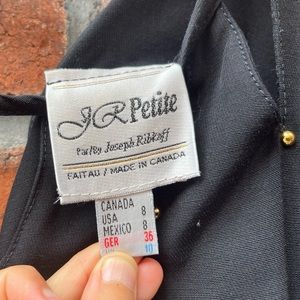 JR Petite
Par/By Joseph Ribkoff
FAIT AU / MADE IN CANADA
CANADA 8
USA 8
MEXICO 8
GER 36
10